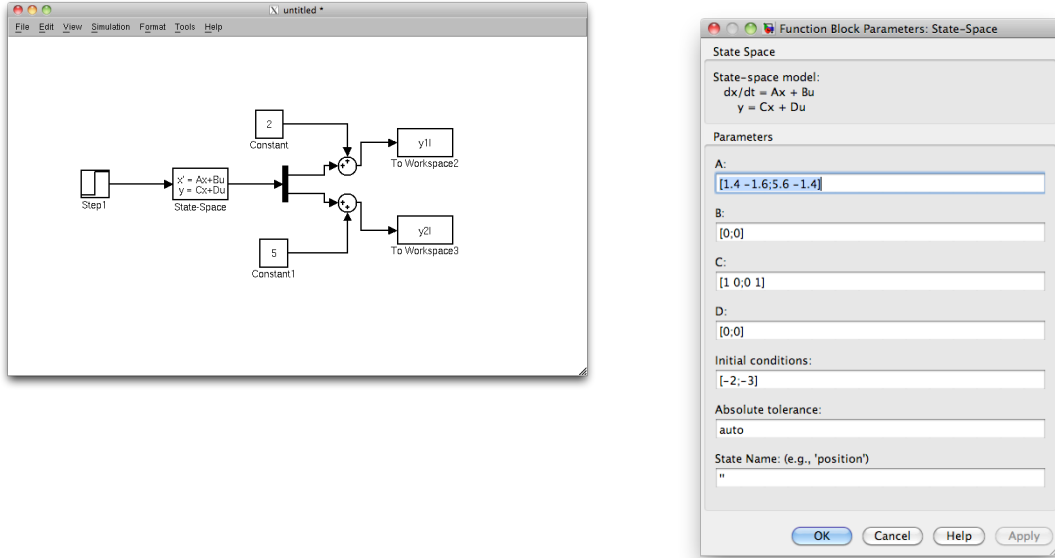 untitled *
File Edit View Simulation Format Tools Help
2
Constant
y1l
To Workspace2
Step1
x' = Ax+Bu
y = Cx+Du
State-Space
y2l
To Workspace3
5
Constant1
Function Block Parameters: State-Space
State Space
State-space model:
dx/dt = Ax + Bu
y = Cx + Du
Parameters
A:
[1.4 -1.6;5.6 -1.4]
B:
[0;0]
C:
[1 0;0 1]
D:
[0;0]
Initial conditions:
[-2;-3]
Absolute tolerance:
auto
State Name: (e.g., 'position')
''
OK Cancel Help Apply